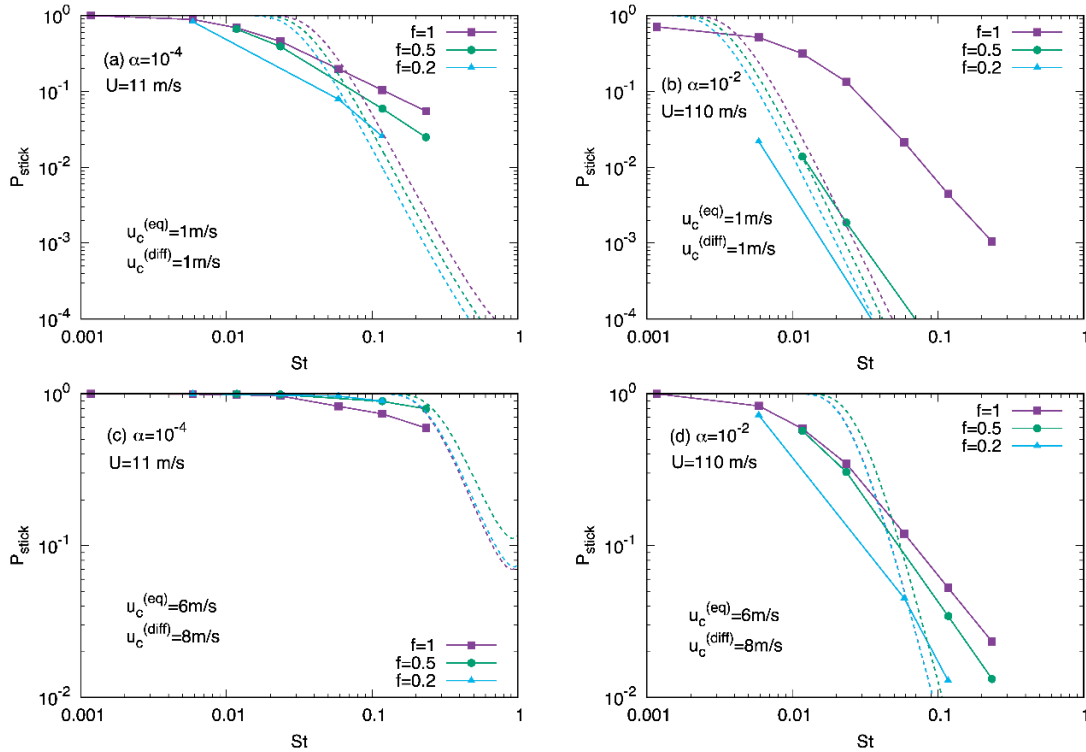 10^0
10^-1
10^-2
10^-3
10^-4
P_stick
(a) α=10^-4
U=11 m/s
f=1
f=0.5
f=0.2
u_c^(eq)=1m/s
u_c^(diff)=1m/s
0.001
0.01
0.1
1
St
10^0
10^-1
10^-2
10^-3
10^-4
P_stick
(b) α=10^-2
U=110 m/s
f=1
f=0.5
f=0.2
u_c^(eq)=1m/s
u_c^(diff)=1m/s
0.001
0.01
0.1
1
St
10^0
10^-1
10^-2
P_stick
(c) α=10^-4
U=11 m/s
u_c^(eq)=6m/s
u_c^(diff)=8m/s
f=1
f=0.5
f=0.2
0.001
0.01
0.1
1
St
10^0
10^-1
10^-2
P_stick
(d) α=10^-2
U=110 m/s
f=1
f=0.5
f=0.2
u_c^(eq)=6m/s
u_c^(diff)=8m/s
0.001
0.01
0.1
1
St